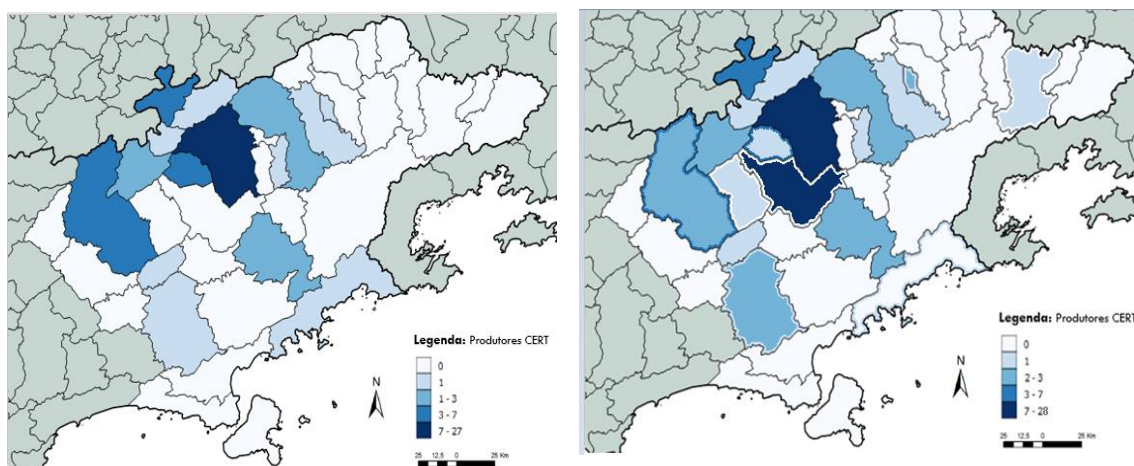 Legenda: Produtores CERT
0
1
1 - 3
3 - 7
7 - 27
N
25 12,5 0 25 Km
Legenda: Produtores CERT
0
1
2 - 3
3 - 7
7 - 28
N
25 12,5 0 25 Km